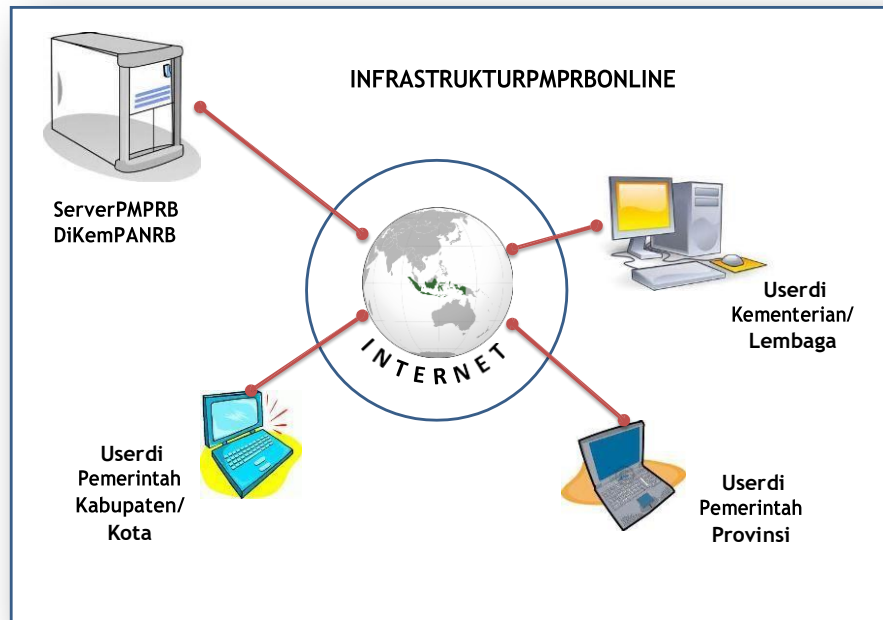 INFRASTRUKTURPMPRBONLINE
ServerPMPRB
DiKemPANRB
Userdi
Kementerian/
Lembaga
INTERNET
Userdi
Pemerintah
Kabupaten/
Kota
Userdi
Pemerintah
Provinsi